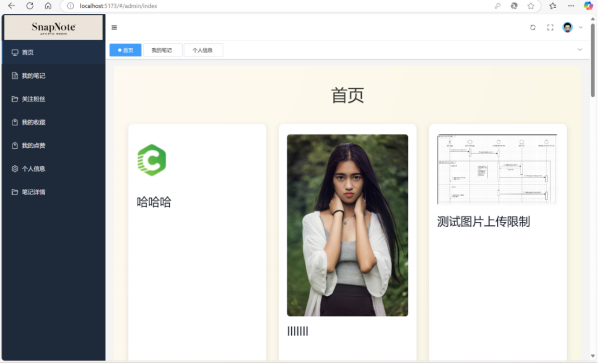 localhost:5173/#/admin/index
SnapNote
首页
我的笔记
关注粉丝
我的收藏
我的点赞
个人信息
笔记详情
首页
我的笔记
个人信息
首页
哈哈哈
lllllll
测试图片上传限制